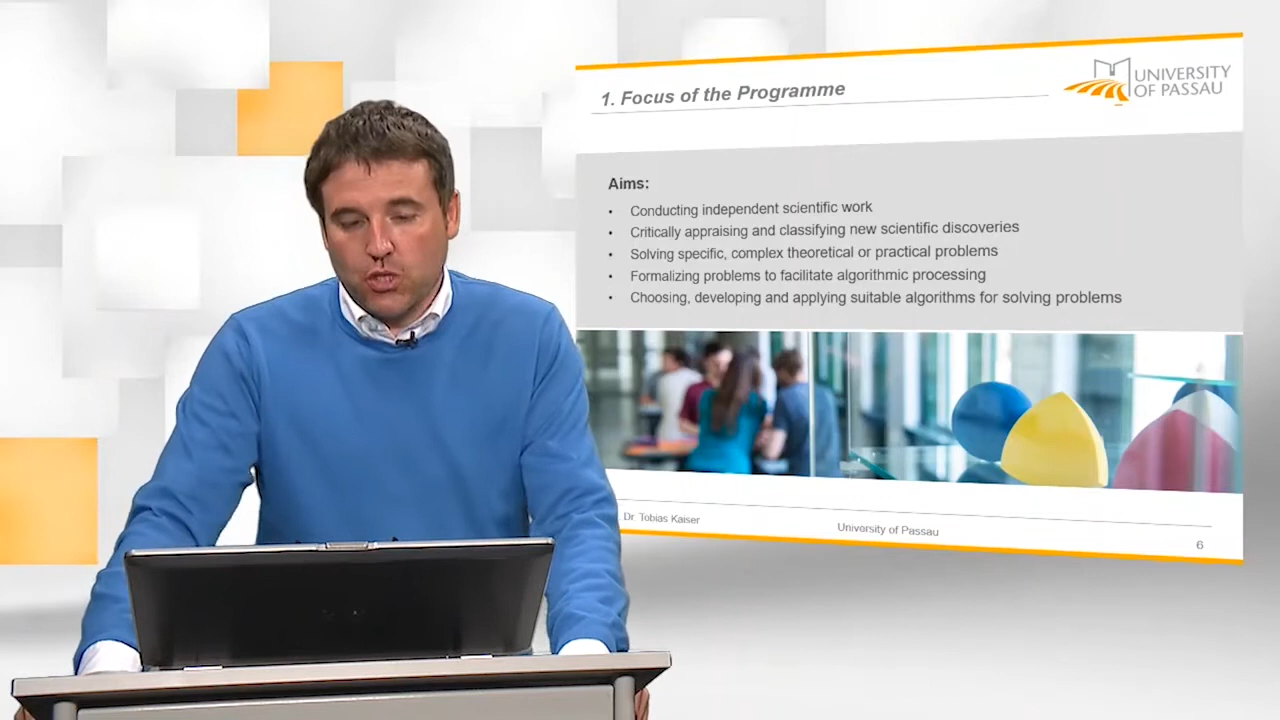 1. Focus of the Programme
UNIVERSITY
OF PASSAU
Aims:
• Conducting independent scientific work
• Critically appraising and classifying new scientific discoveries
• Solving specific, complex theoretical or practical problems
• Formalizing problems to facilitate algorithmic processing
• Choosing, developing and applying suitable algorithms for solving problems
Dr. Tobias Kaiser
University of Passau
6